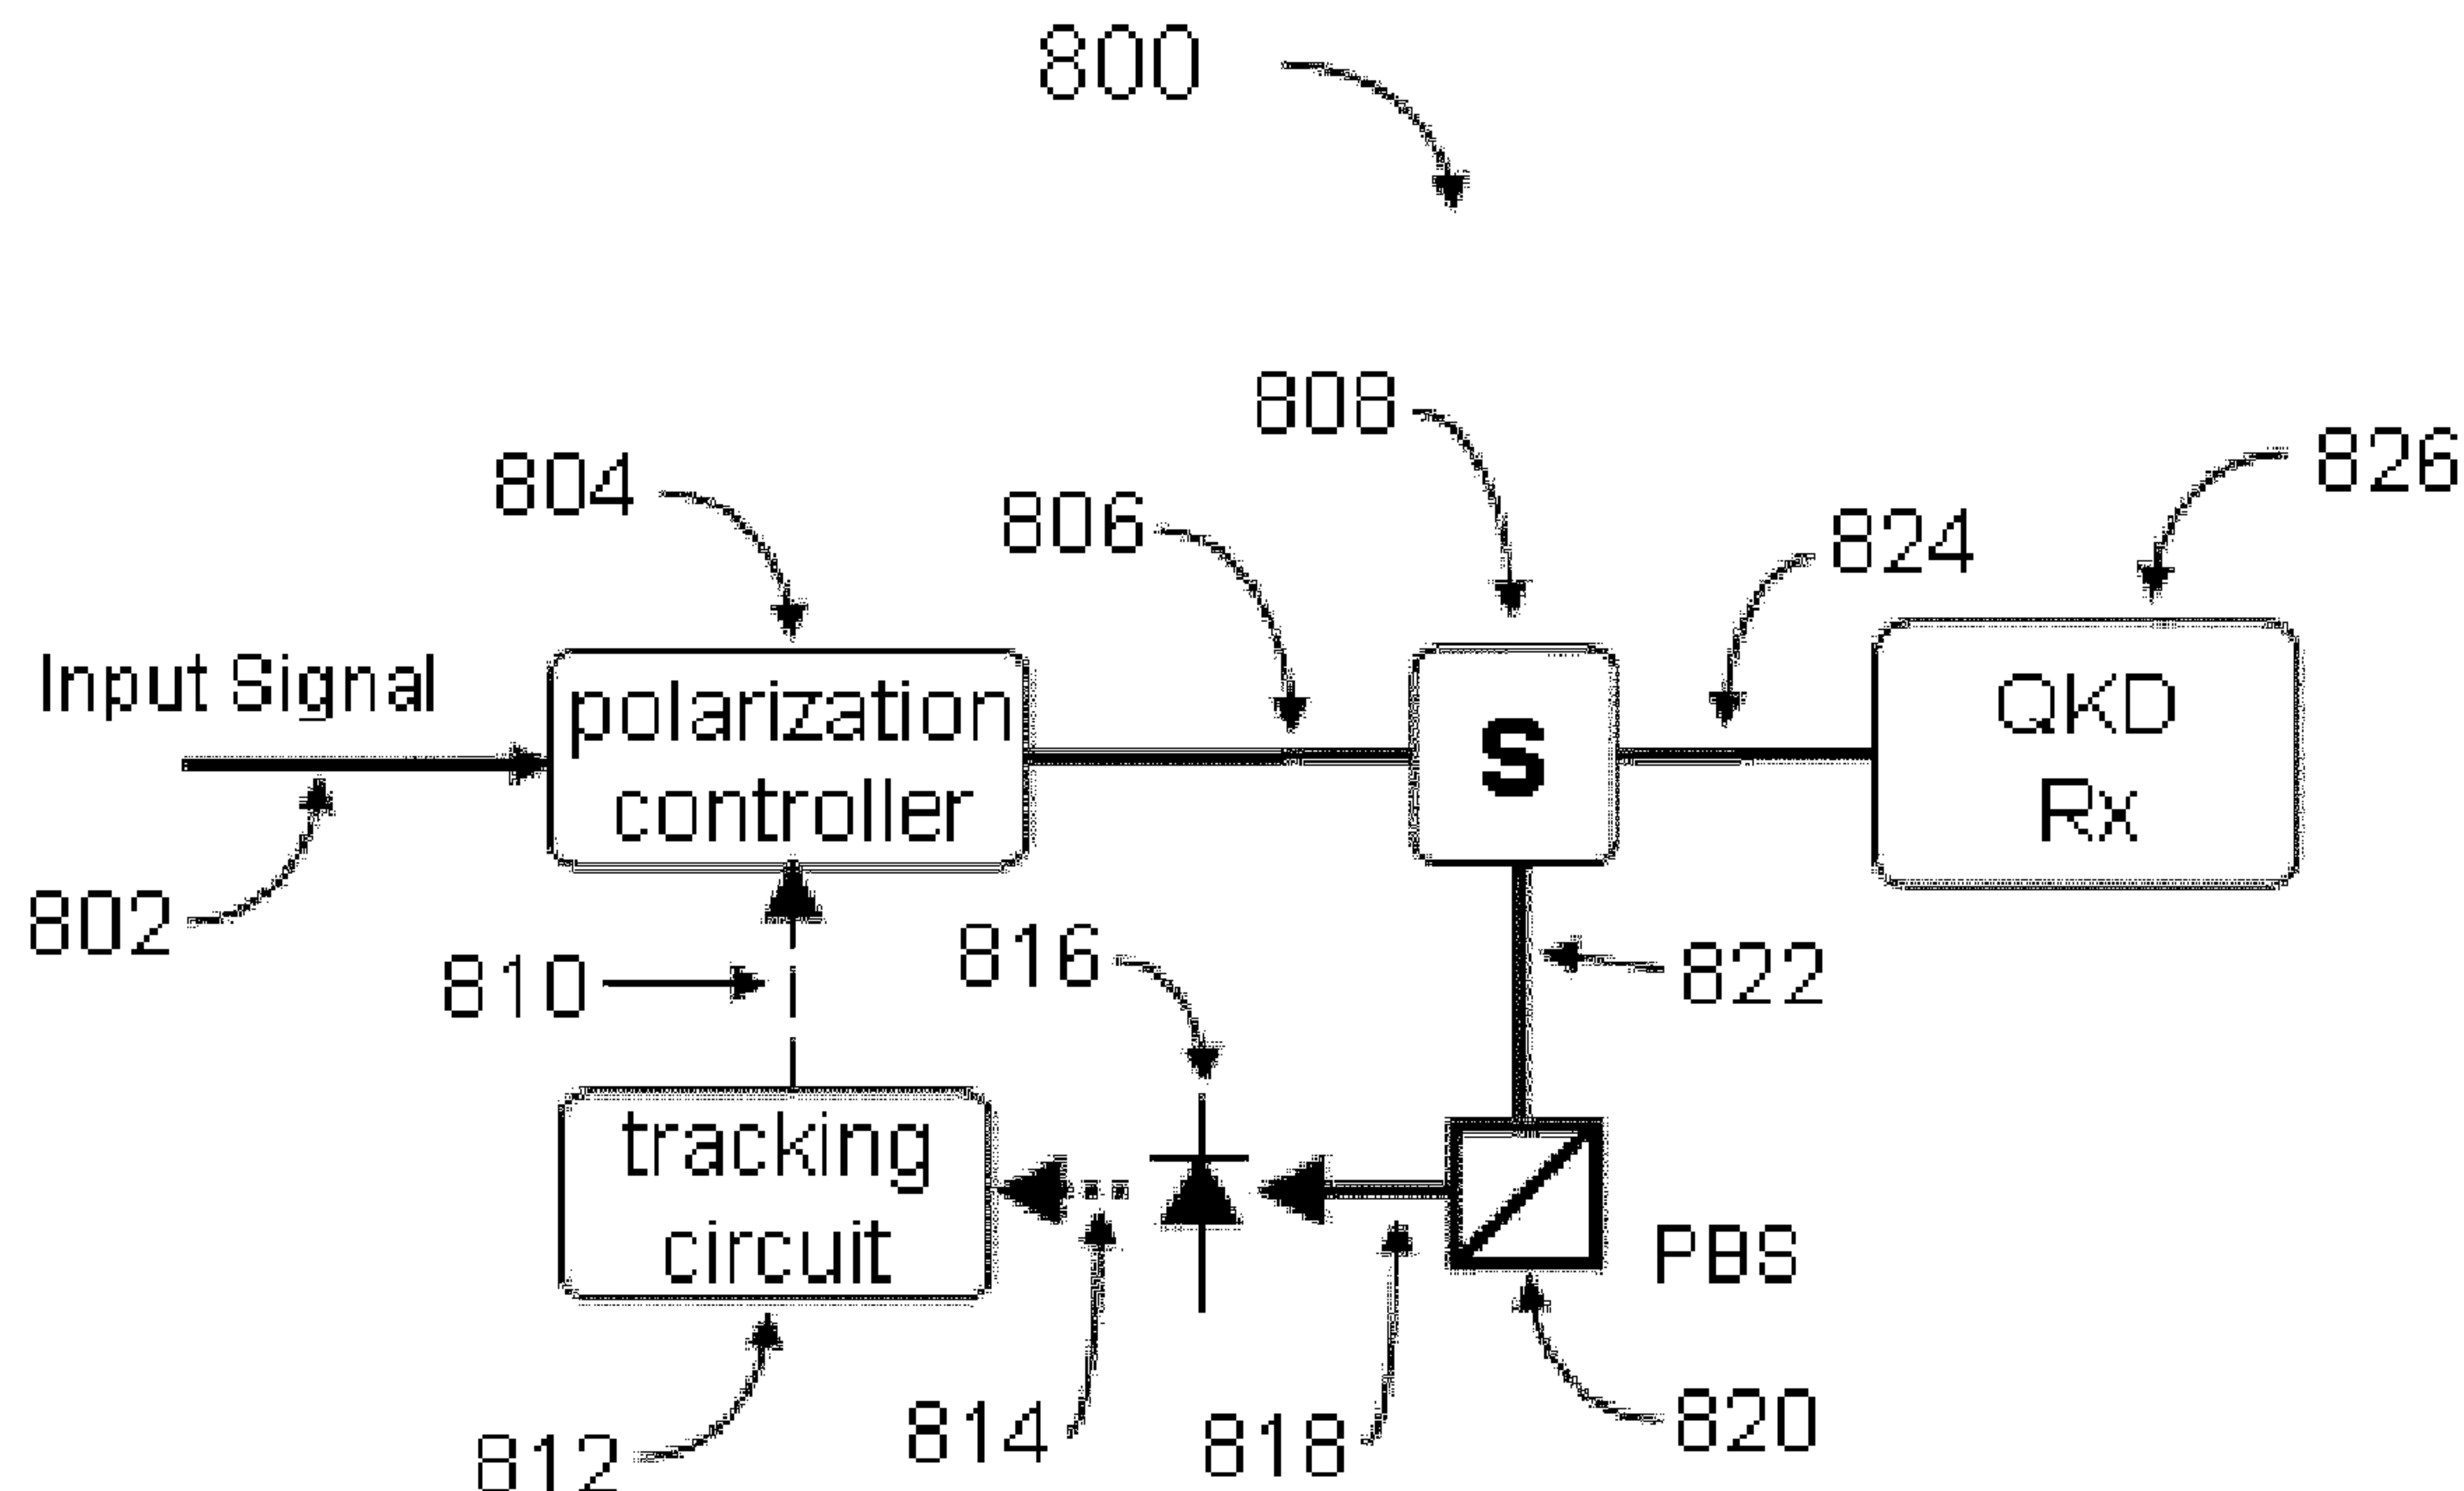 800
808
826
804
806
824
Input Signal
polarization
controller
S
QKD
Rx
802
810
816
822
tracking
circuit
PBS
812
814
818
820